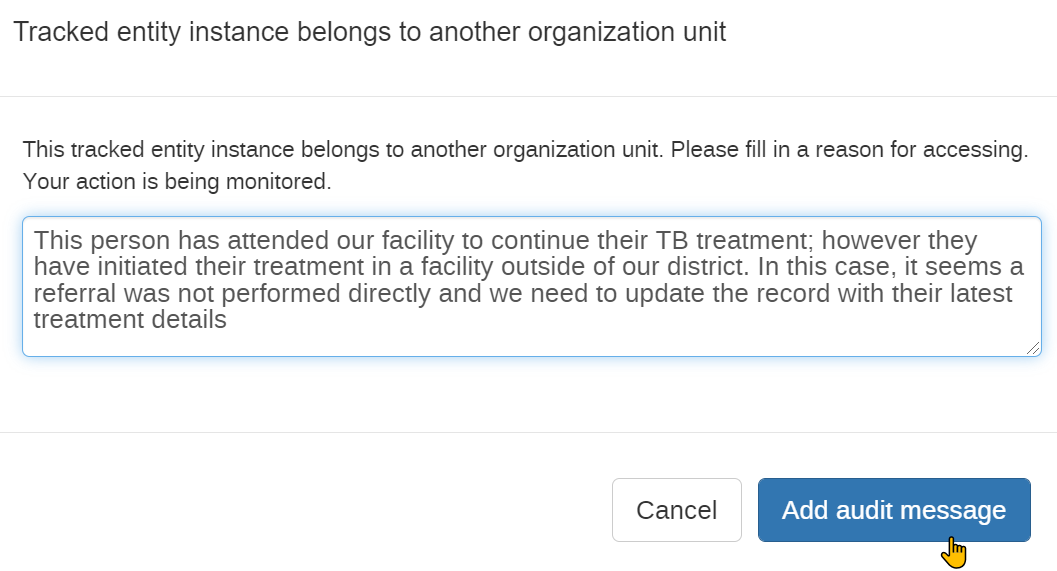 Tracked entity instance belongs to another organization unit
This tracked entity instance belongs to another organization unit. Please fill in a reason for accessing.
Your action is being monitored.
This person has attended our facility to continue their TB treatment; however they
have initiated their treatment in a facility outside of our district. In this case, it seems a
referral was not performed directly and we need to update the record with their latest
treatment details
Cancel
Add audit message